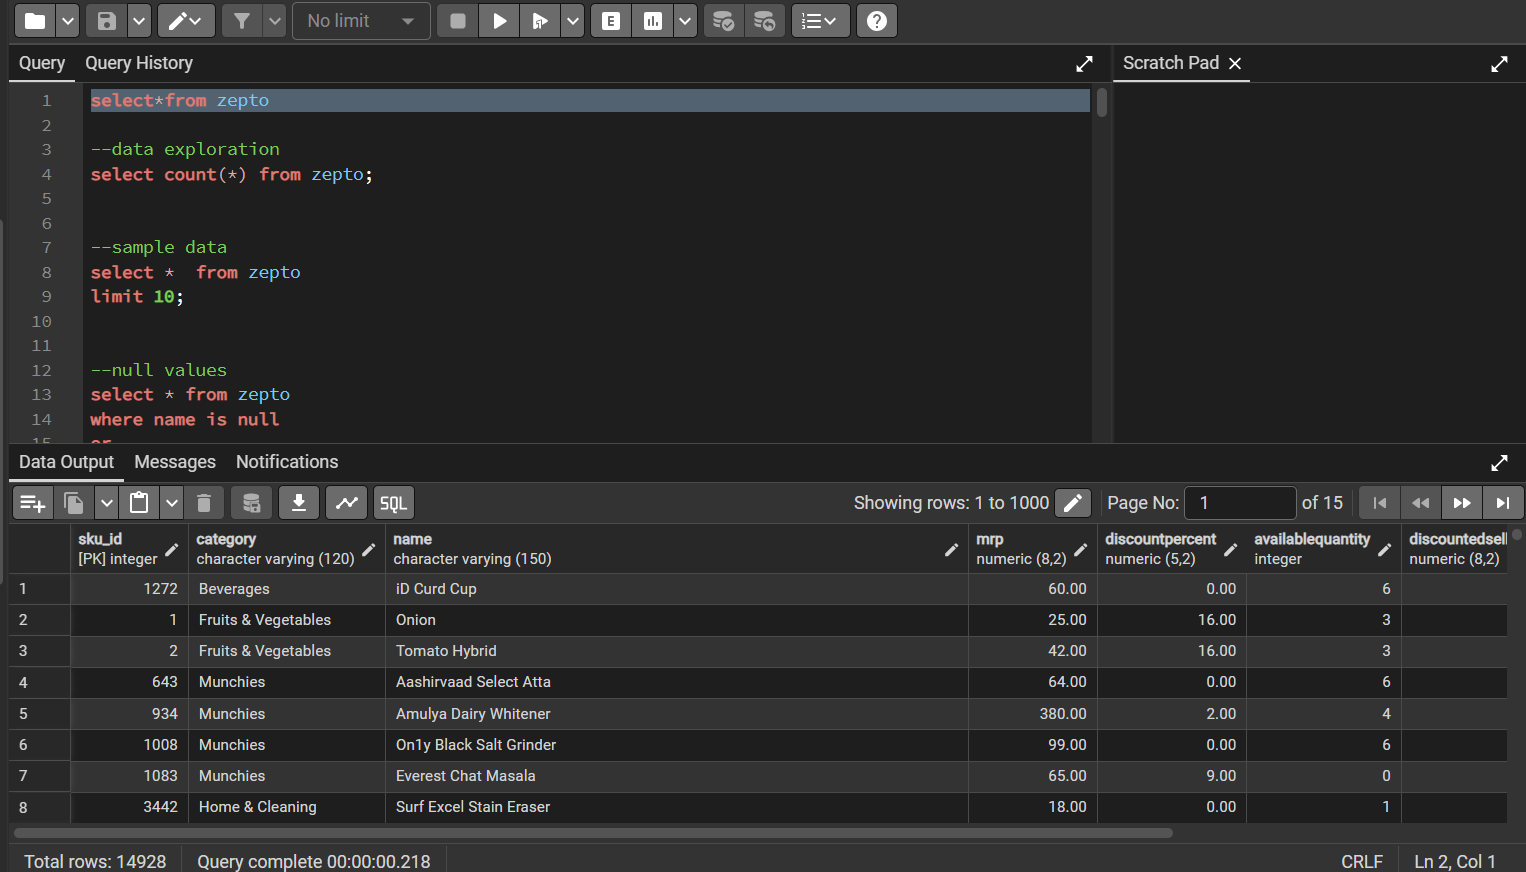 No limit
E
SQL
Query Query History
Scratch Pad
1 select*from zepto
2
3 --data exploration
4 select count(*) from zepto;
5
6
7 --sample data
8 select *  from zepto
9 limit 10;
10
11
12 --null values
13 select * from zepto
14 where name is null
15 or
Data Output Messages Notifications
Showing rows: 1 to 1000 Page No: 1 of 15
sku_id category name mrp discountpercent availablequantity discountedsell
[PK] integer character varying (120) character varying (150) numeric (8,2) numeric (5,2) integer numeric (8,2)
1 1272 Beverages iD Curd Cup 60.00 0.00 6
2 1 Fruits & Vegetables Onion 25.00 16.00 3
3 2 Fruits & Vegetables Tomato Hybrid 42.00 16.00 3
4 643 Munchies Aashirvaad Select Atta 64.00 0.00 6
5 934 Munchies Amulya Dairy Whitener 380.00 2.00 4
6 1008 Munchies On1y Black Salt Grinder 99.00 0.00 6
7 1083 Munchies Everest Chat Masala 65.00 9.00 0
8 3442 Home & Cleaning Surf Excel Stain Eraser 18.00 0.00 1
Total rows: 14928 Query complete 00:00:00.218 CRLF Ln 2, Col 1